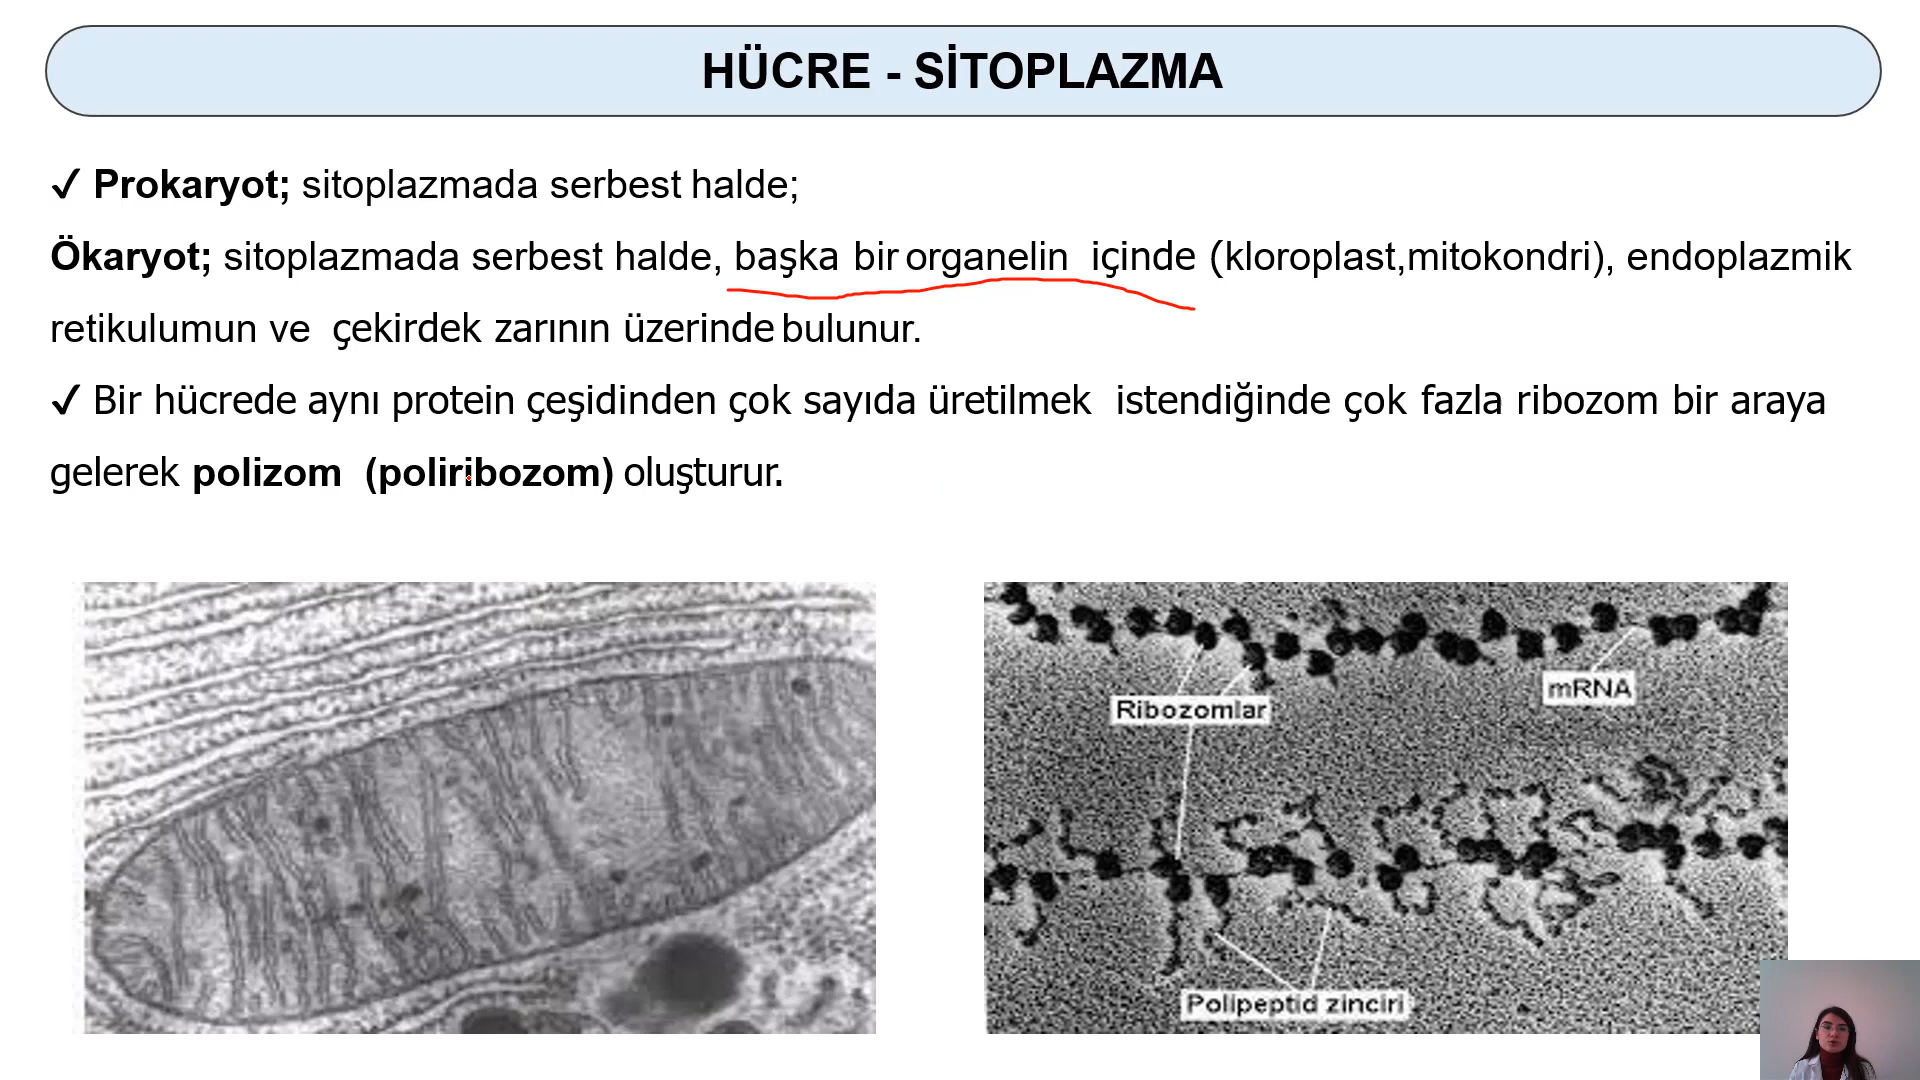 HÜCRE - SİTOPLAZMA
✓ Prokaryot; sitoplazmada serbest halde;
Ökaryot; sitoplazmada serbest halde, başka bir organelin içinde (kloroplast,mitokondri), endoplazmik
retikulumun ve çekirdek zarının üzerinde bulunur.
✓ Bir hücrede aynı protein çeşidinden çok sayıda üretilmek istendiğinde çok fazla ribozom bir araya
gelerek polizom (poliribozom) oluşturur.
mRNA
Ribozomlar
Polipeptid zinciri